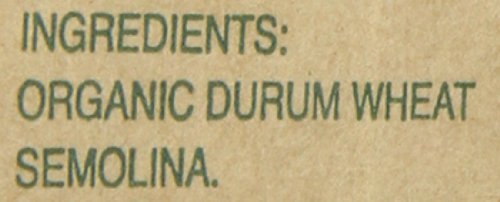 INGREDIENTS:
ORGANIC DURUM WHEAT
SEMOLINA.